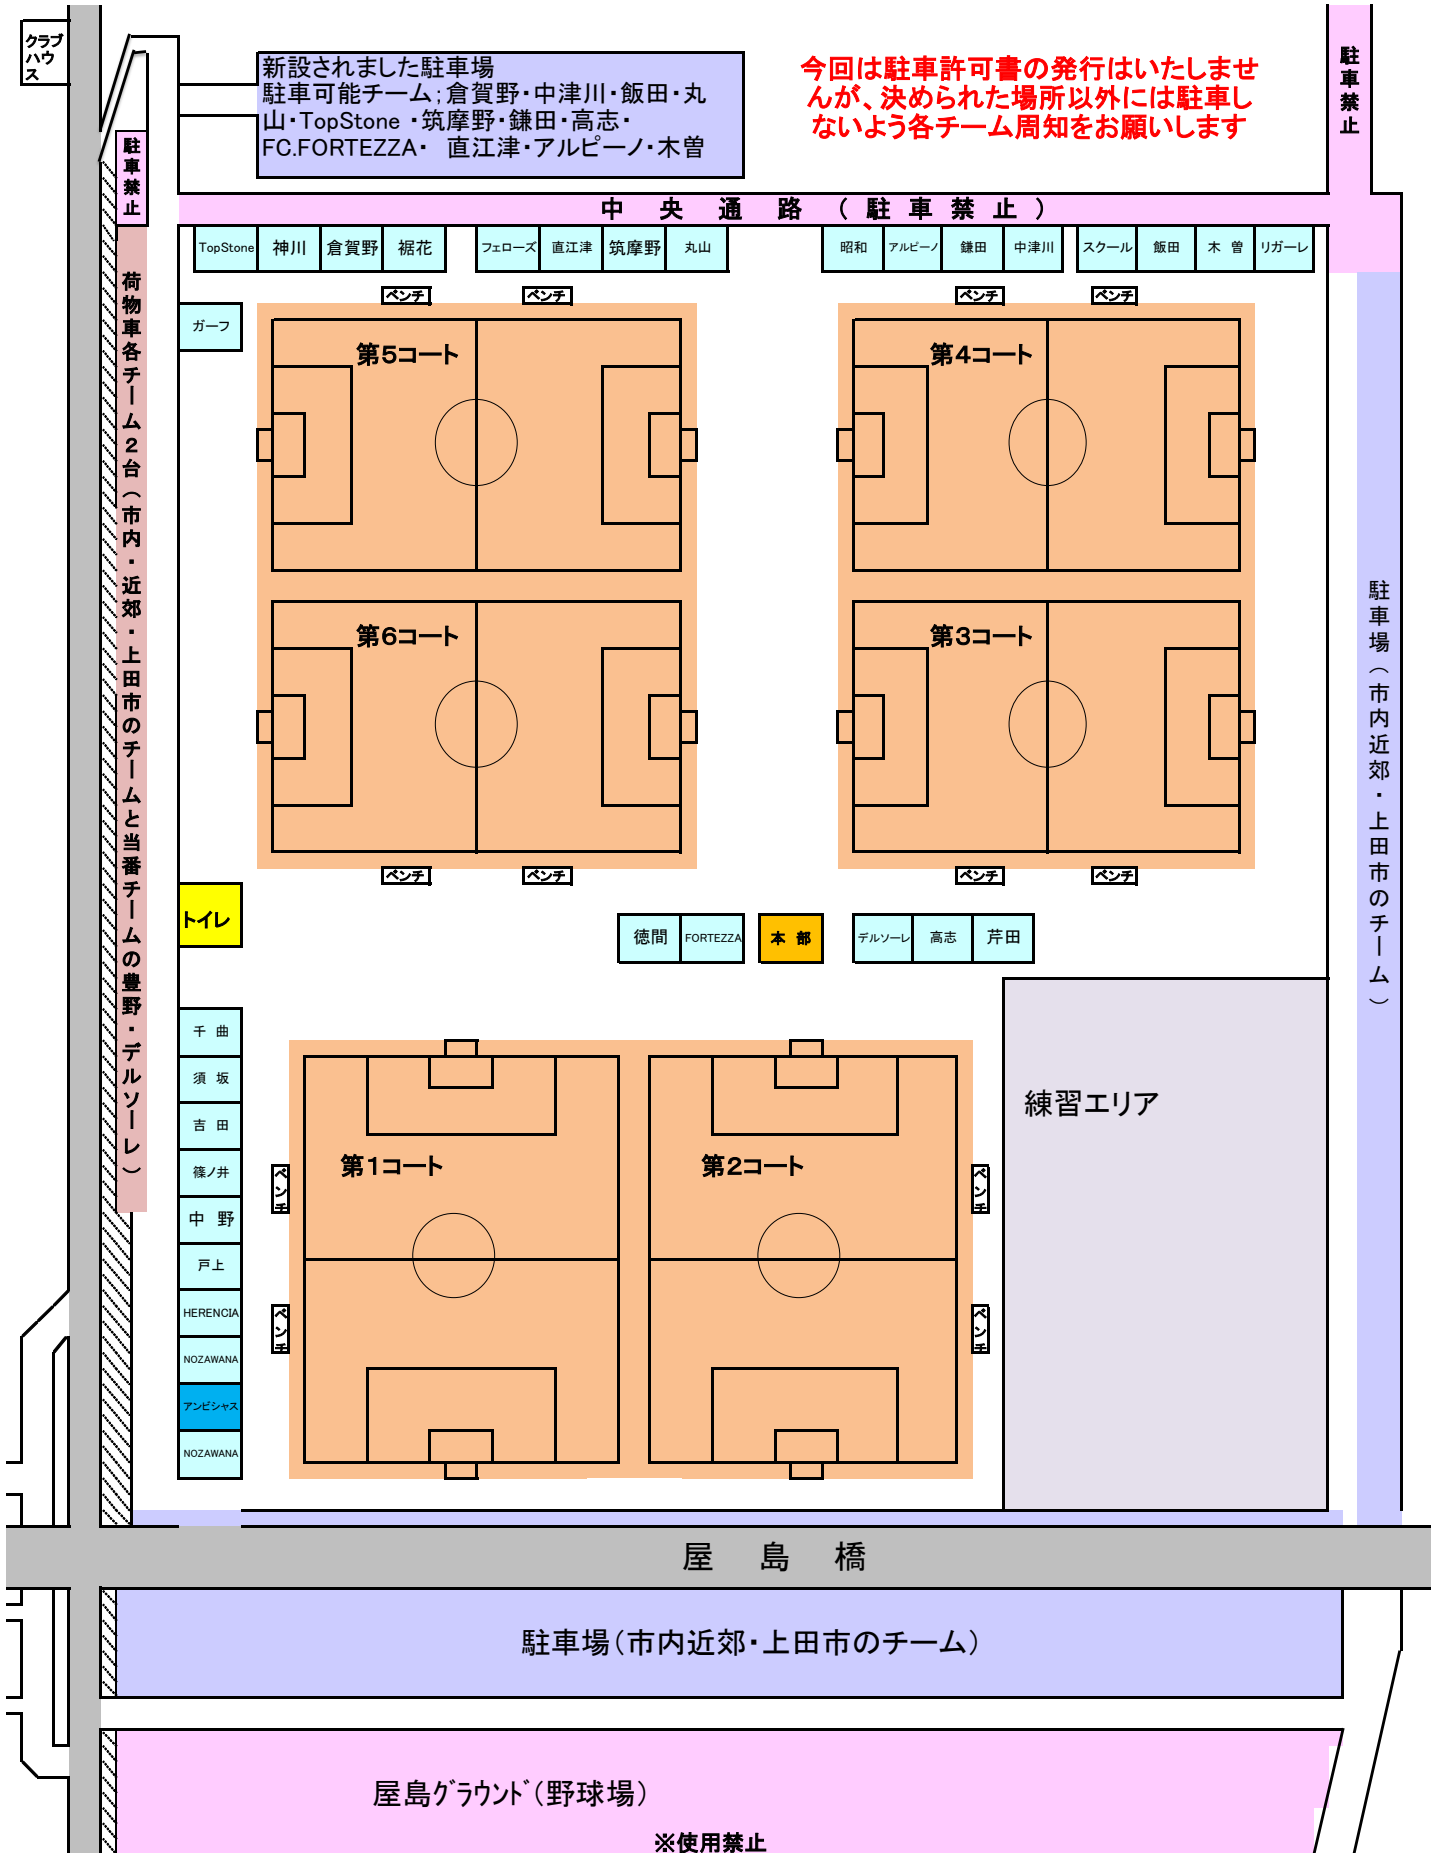 クラブ
ハウ
ス
新設されました駐車場
駐車可能チーム;倉賀野・中津川・飯田・丸
山・TopStone ・筑摩野・鎌田・高志・
FC.FORTEZZA・ 直江津・アルピーノ・木曽
今回は駐車許可書の発行はいたしませ
んが、決められた場所以外には駐車し
ないよう各チーム周知をお願いします
駐車禁止
駐車禁止
中 央 通 路 ( 駐 車 禁 止 )
TopStone 神川 倉賀野 裾花 フェローズ 直江津 筑摩野 丸山 昭和 アルピーノ 鎌田 中津川 スクール 飯田 木 曽 リガーレ
ベンチ ベンチ ベンチ ベンチ
ガーフ
第5コート 第4コート
第6コート 第3コート
ベンチ ベンチ ベンチ ベンチ
荷物車各チーム2台(市内・近郊・上田市のチームと当番チームの豊野・デルソーレ)
駐車場(市内近郊・上田市のチーム)
トイレ
徳間 FORTEZZA 本 部 デルソーレ 高志 芹田
千 曲
須 坂
吉 田
篠ノ井
中 野
戸上
HERENCIA
NOZAWANA
アンビシャス
NOZAWANA
練習エリア
第1コート 第2コート
ベンチ ベンチ
ベンチ ベンチ
屋 島 橋
駐車場(市内近郊・上田市のチーム)
屋島グラウンド(野球場)
※使用禁止